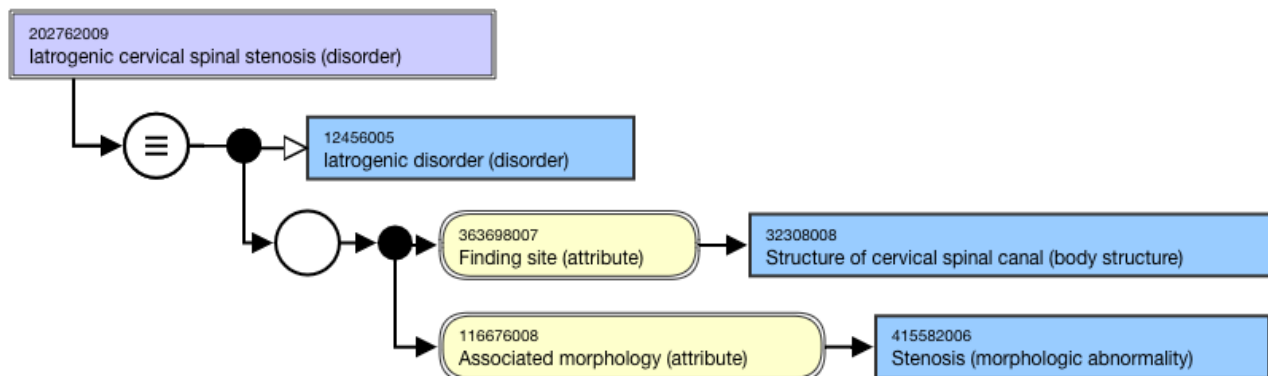 202762009
Iatrogenic cervical spinal stenosis (disorder)
12456005
Iatrogenic disorder (disorder)
363698007
Finding site (attribute)
32308008
Structure of cervical spinal canal (body structure)
116676008
Associated morphology (attribute)
415582006
Stenosis (morphologic abnormality)